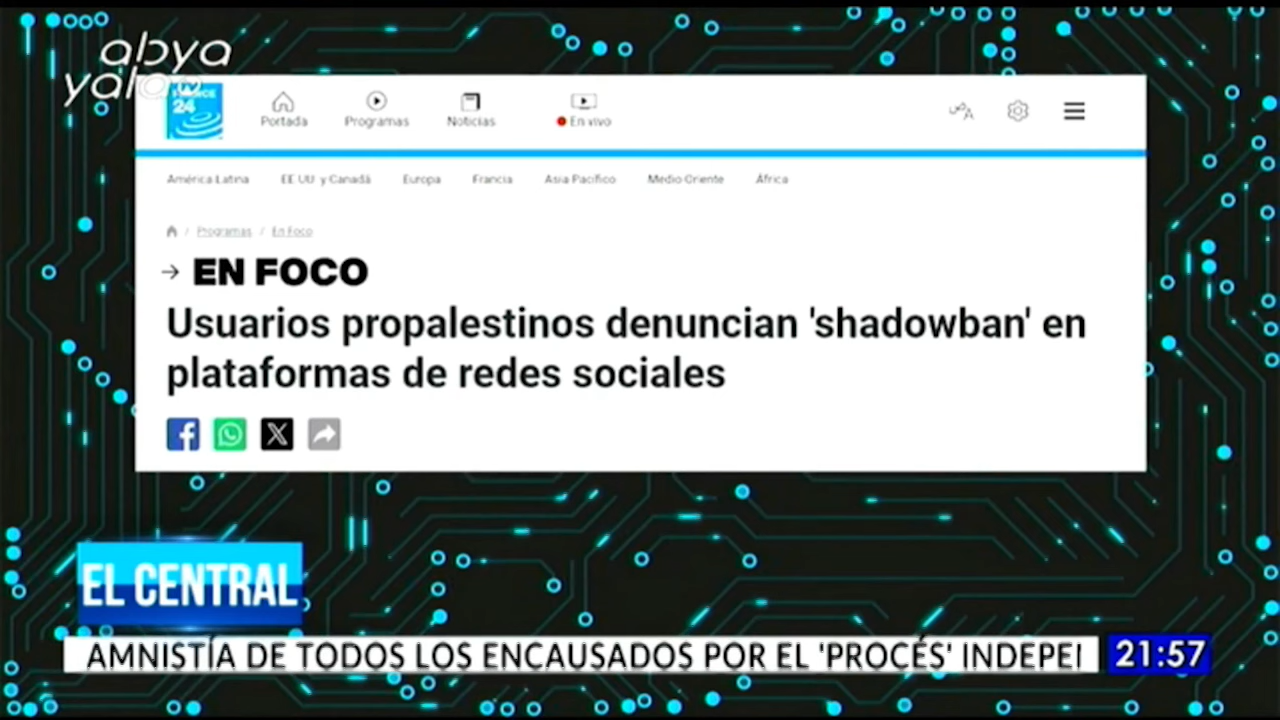 abya
yala
FRANCE
24
Portada
Programas
Noticias
En vivo
América Latina
EE.UU. y Canadá
Europa
Francia
Asia Pacífico
Medio Oriente
África
/ Programas / En Foco
→ EN FOCO
Usuarios propalestinos denuncian 'shadowban' en
plataformas de redes sociales
EL CENTRAL
AMNISTÍA DE TODOS LOS ENCAUSADOS POR EL 'PROCÉS' INDEPE
21:57